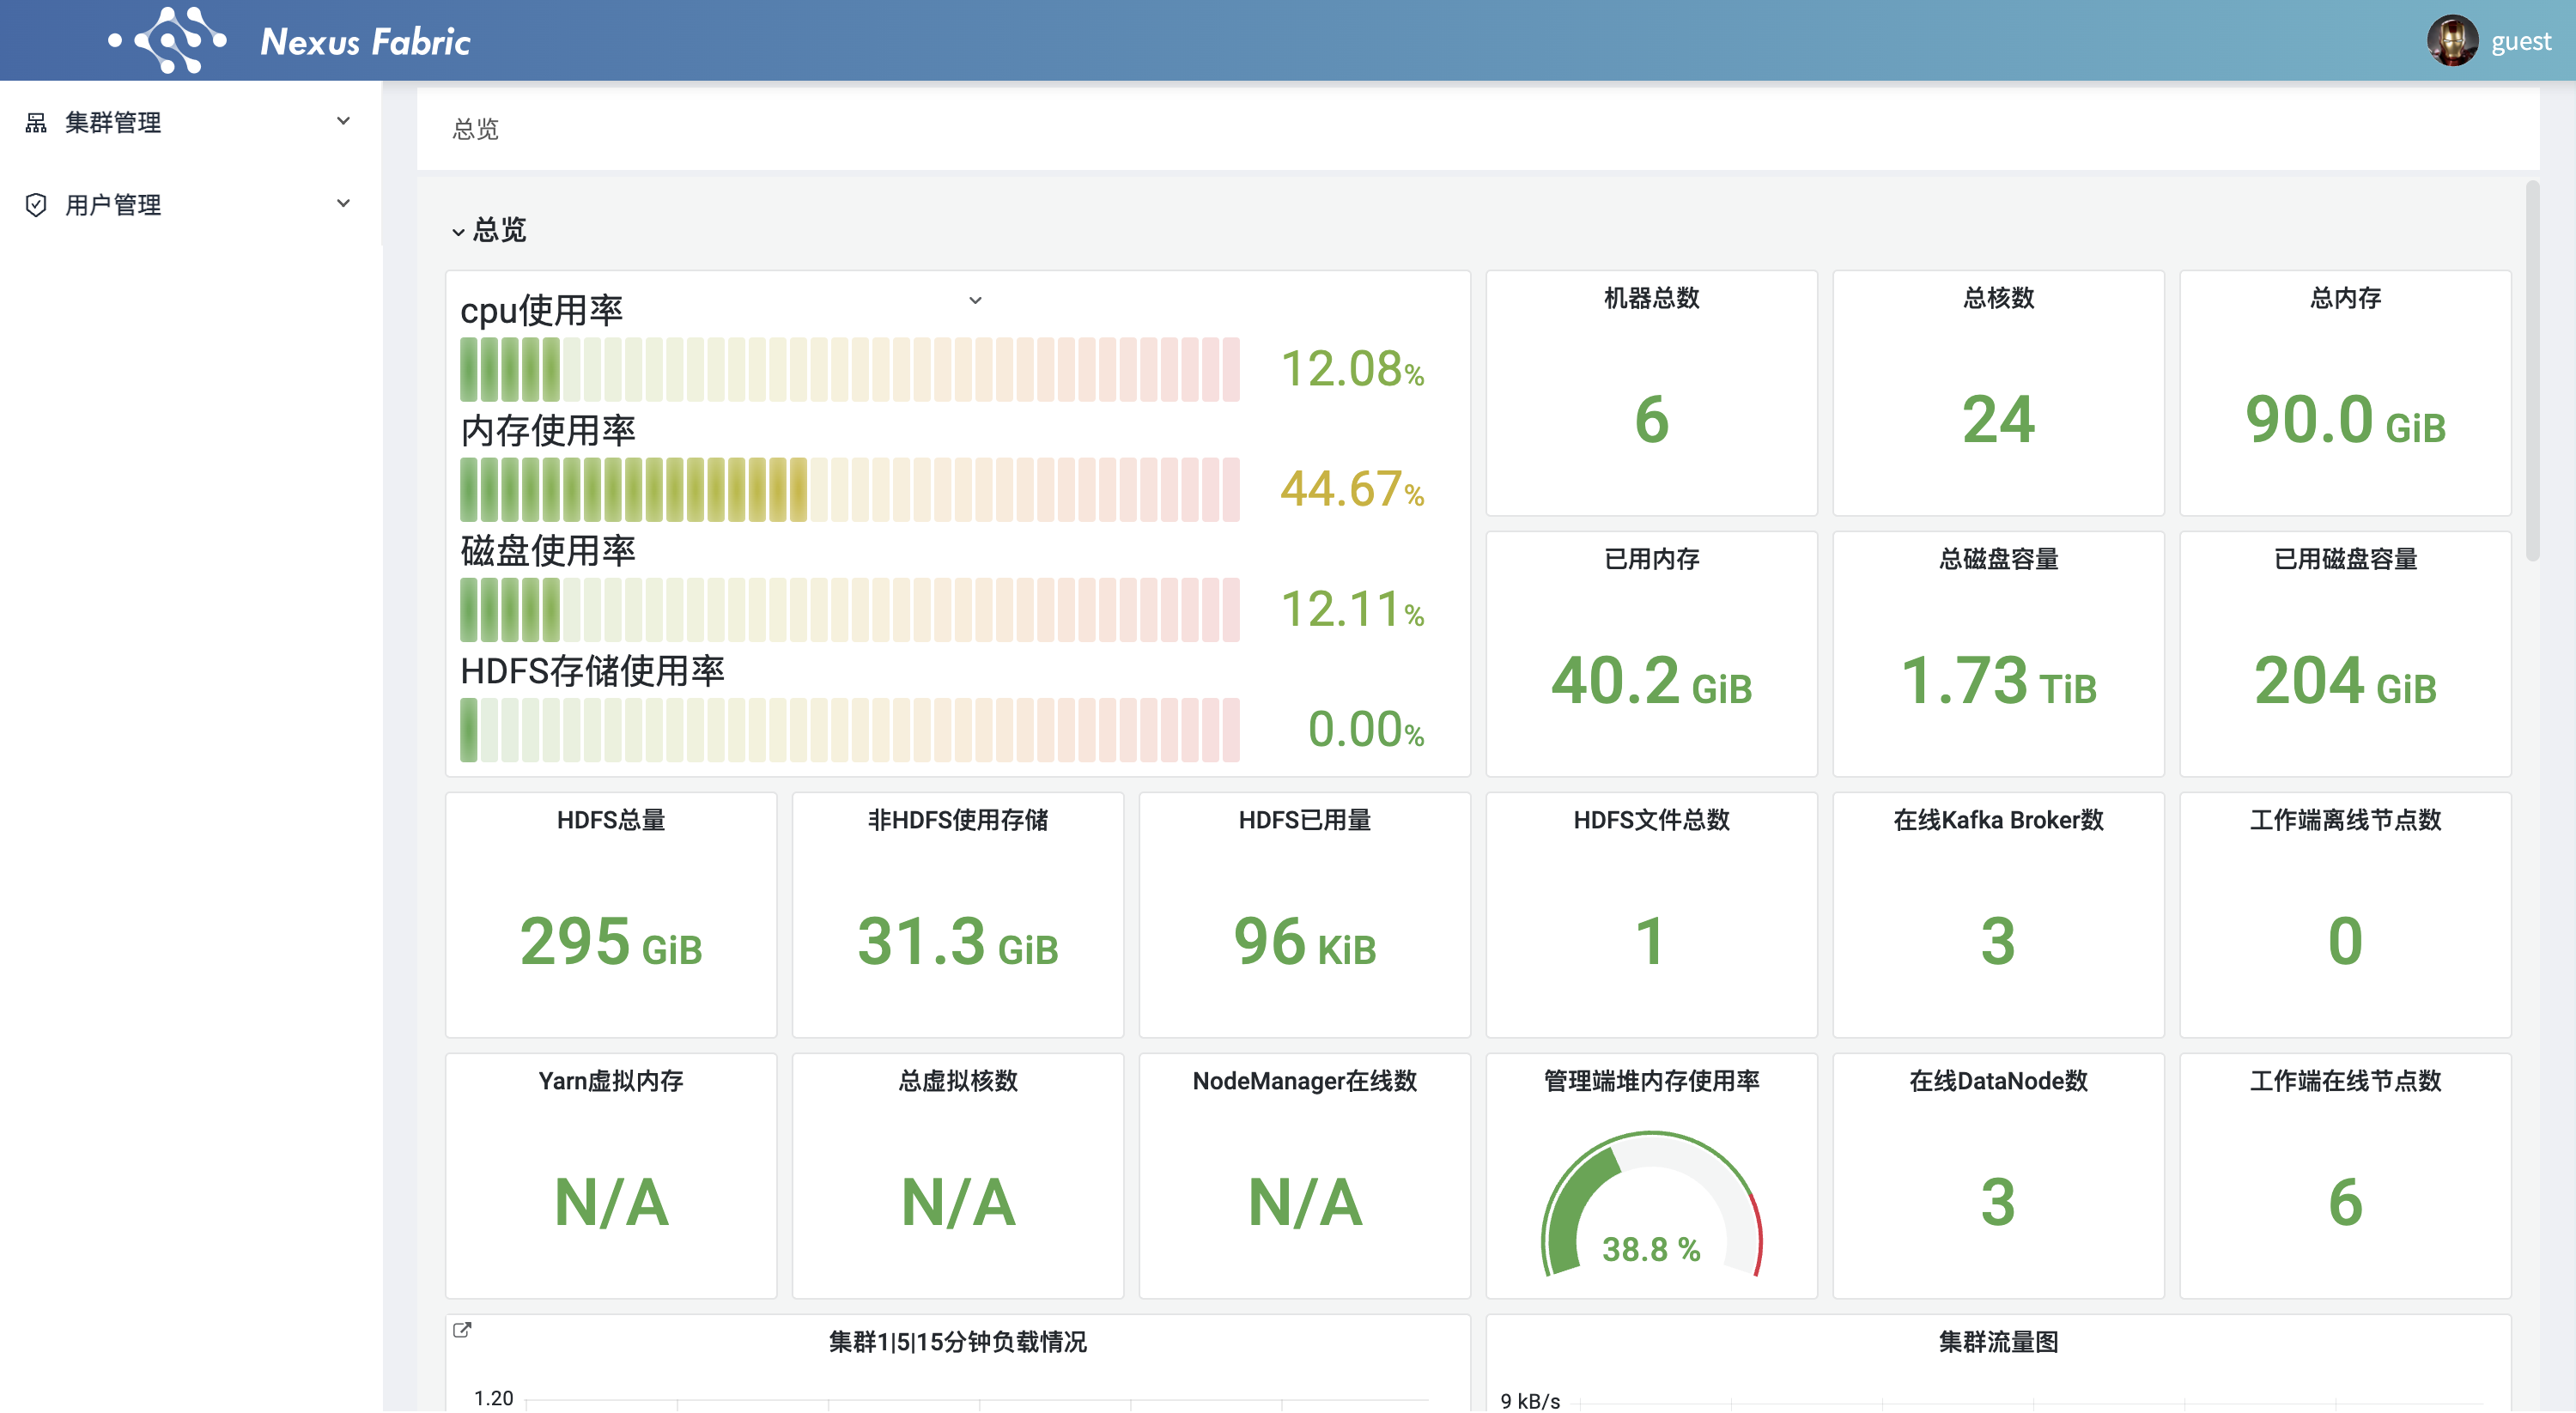 Nexus Fabric
guest
集群管理
用户管理
总览
总览
cpu使用率
12.08%
内存使用率
44.67%
磁盘使用率
12.11%
HDFS存储使用率
0.00%
机器总数
6
总核数
24
总内存
90.0 GiB
已用内存
40.2 GiB
总磁盘容量
1.73 TiB
已用磁盘容量
204 GiB
HDFS总量
295 GiB
非HDFS使用存储
31.3 GiB
HDFS已用量
96 KiB
HDFS文件总数
1
在线Kafka Broker数
3
工作端离线节点数
0
Yarn虚拟内存
N/A
总虚拟核数
N/A
NodeManager在线数
N/A
管理端堆内存使用率
38.8 %
在线DataNode数
3
工作端在线节点数
6
集群1|5|15分钟负载情况
1.20
集群流量图
9 kB/s